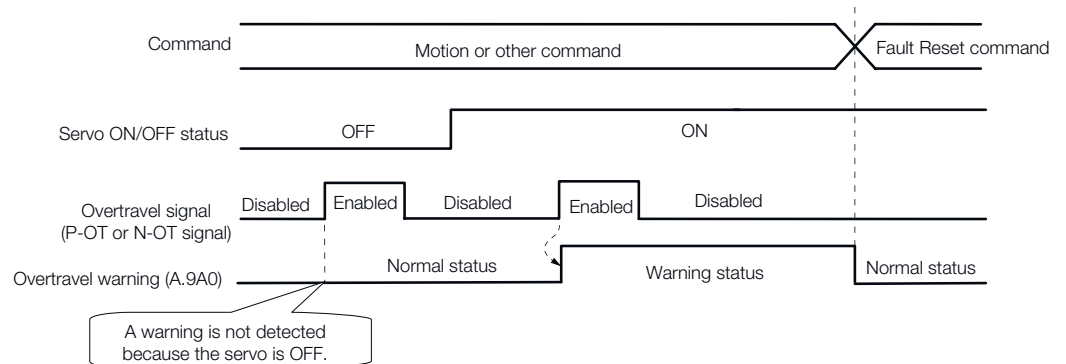 Command
Motion or other command
Fault Reset command
Servo ON/OFF status
OFF
ON
Overtravel signal
(P-OT or N-OT signal)
Disabled
Enabled
Disabled
Enabled
Disabled
Overtravel warning (A.9A0)
Normal status
Warning status
Normal status
A warning is not detected
because the servo is OFF.